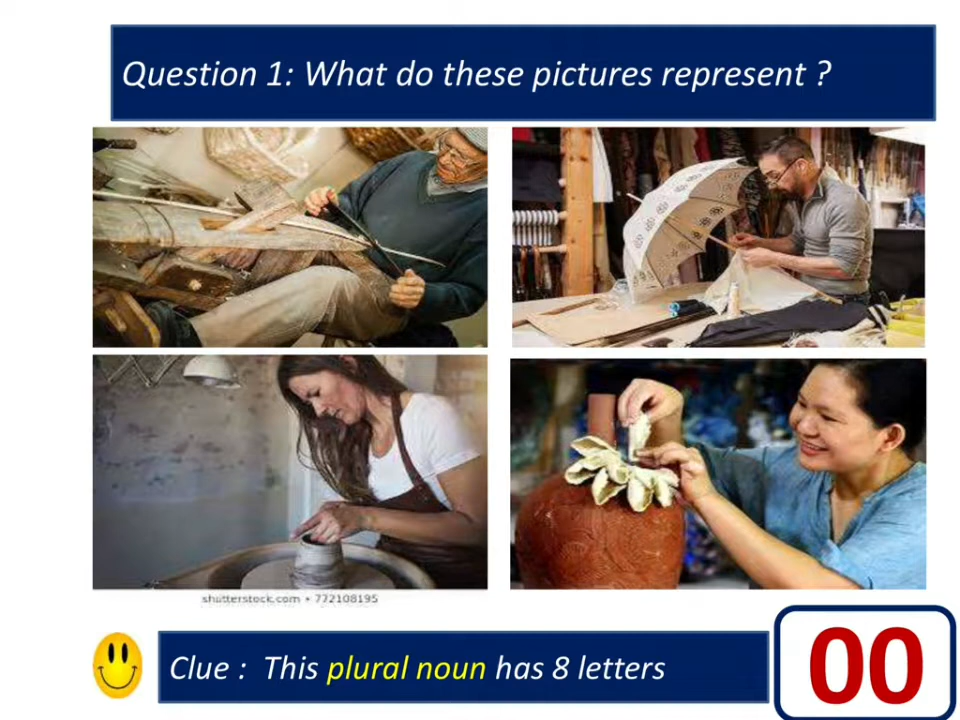 Question 1: What do these pictures represent ?
shutterstock.com • 772108195
Clue : This plural noun has 8 letters
00